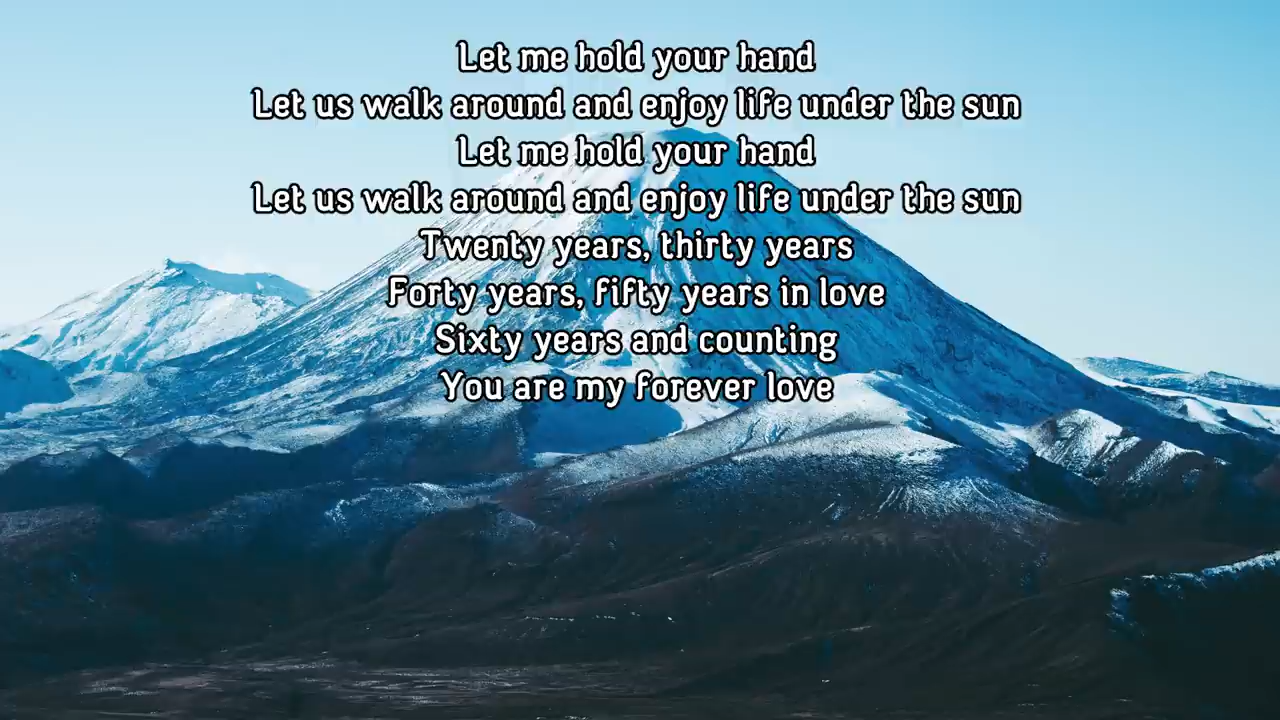 Let me hold your hand
Let us walk around and enjoy life under the sun
Let me hold your hand
Let us walk around and enjoy life under the sun
Twenty years, thirty years
Forty years, fifty years in love
Sixty years and counting
You are my forever love